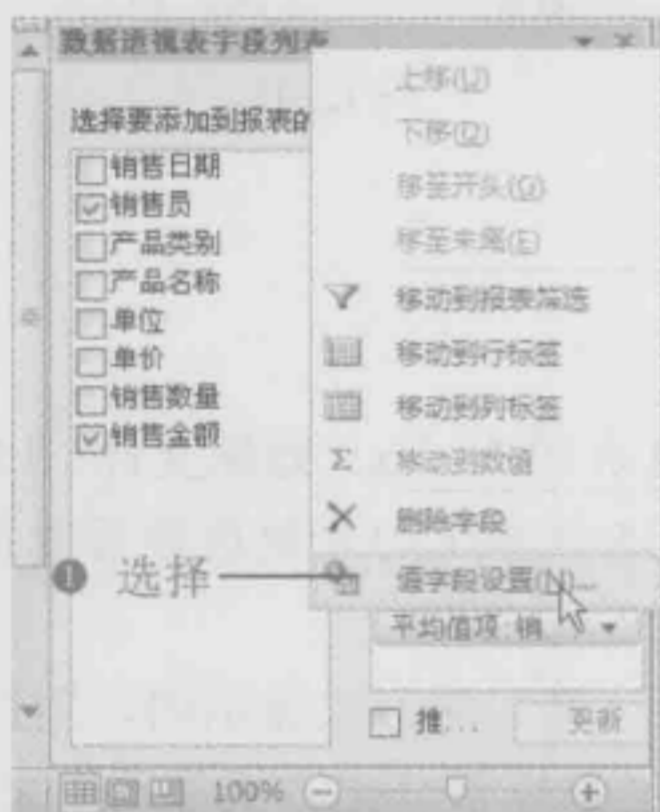 数据透视表字段列表
选择要添加到报表的
销售日期
销售员
产品类别
产品名称
单位
单价
销售数量
销售金额
上移(U)
下移(D)
移至开头(G)
移至末尾(E)
移动到报表筛选
移动到行标签
移动到列标签
Σ 移动到数值
删除字段
值字段设置(N)...
1 选择
平均值项:销
推...
更新
100%